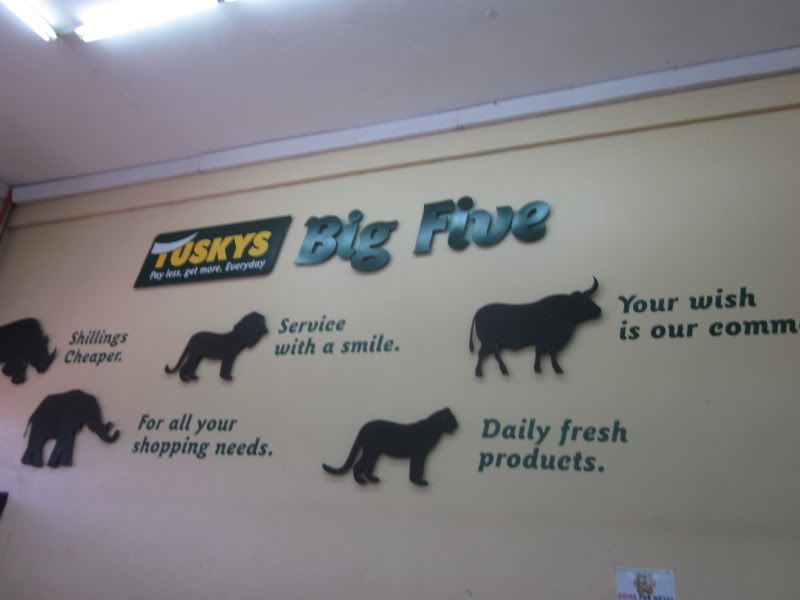 TUSKYS
Pay less, get more, Everyday
Big Five
Shillings
Cheaper.
Service
with a smile.
Your wish
is our comm
For all your
shopping needs.
Daily fresh
products.